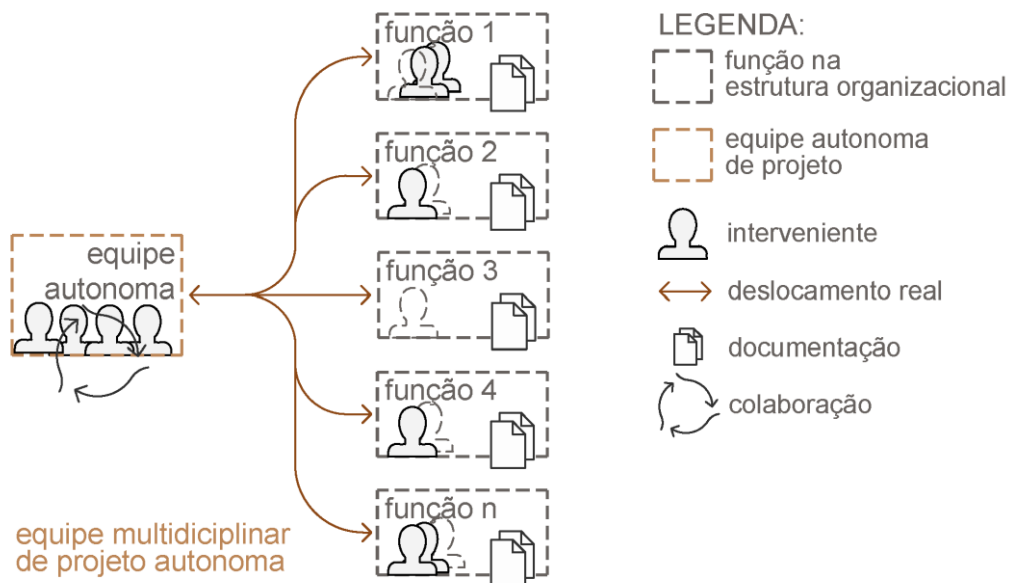 função 1
função 2
equipe
autonoma
função 3
função 4
função n
equipe multidiciplinar
de projeto autonoma
LEGENDA:
função na
estrutura organizacional
equipe autonoma
de projeto
interveniente
deslocamento real
documentação
colaboração